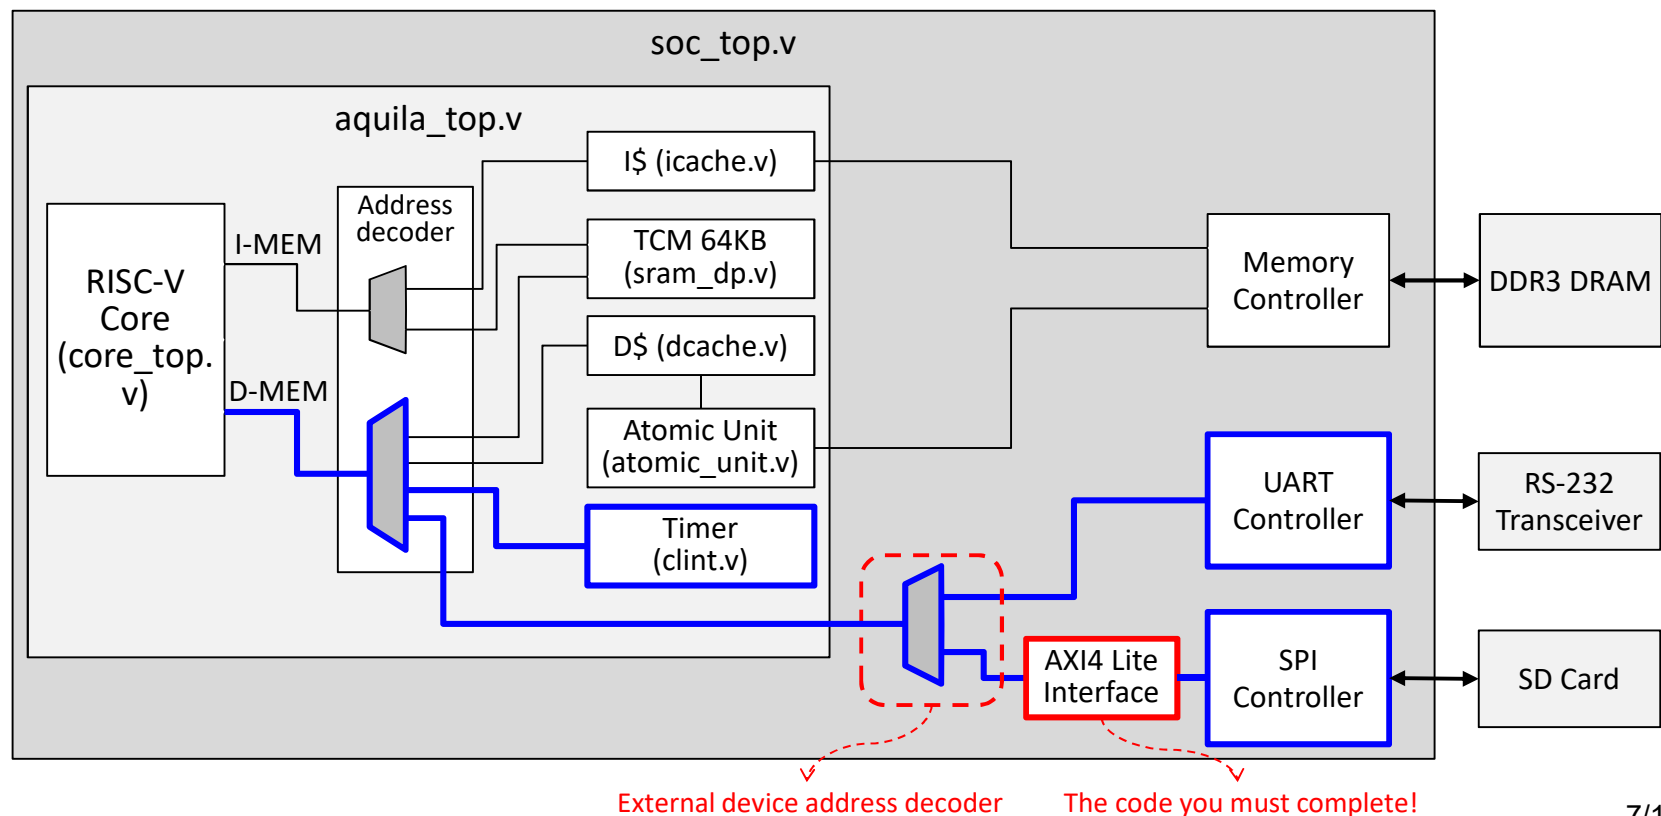 soc_top.v
aquila_top.v
I$ (icache.v)
Address
decoder
I-MEM
TCM 64KB
(sram_dp.v)
RISC-V
Core
(core_top.
v)
D$ (dcache.v)
D-MEM
Atomic Unit
(atomic_unit.v)
Timer
(clint.v)
Memory
Controller
DDR3 DRAM
UART
Controller
RS-232
Transceiver
AXI4 Lite
Interface
SPI
Controller
SD Card
External device address decoder
The code you must complete!
7/1